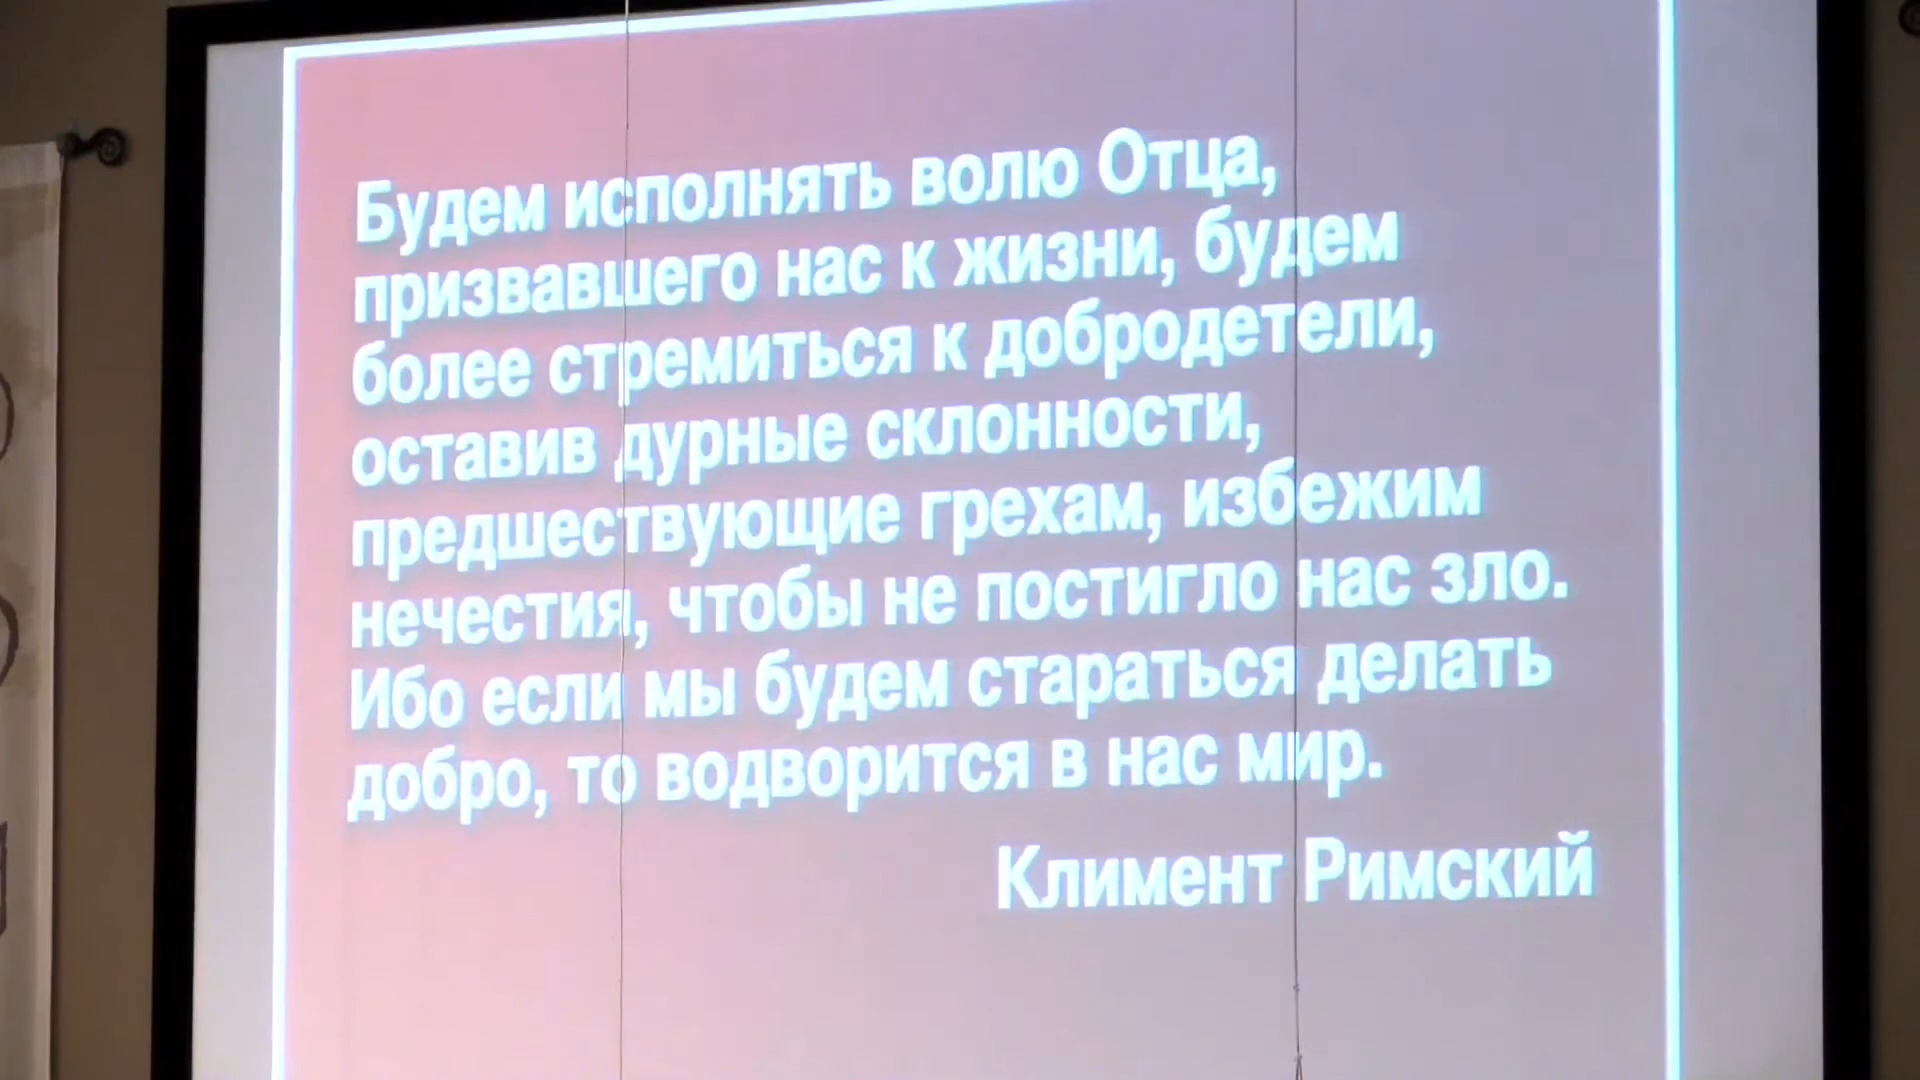 Будем исполнять волю Отца,
призвавшего нас к жизни, будем
более стремиться к добродетели,
оставив дурные склонности,
предшествующие грехам, избежим
нечестия, чтобы не постигло нас зло.
Ибо если мы будем стараться делать
добро, то водворится в нас мир.
Климент Римский